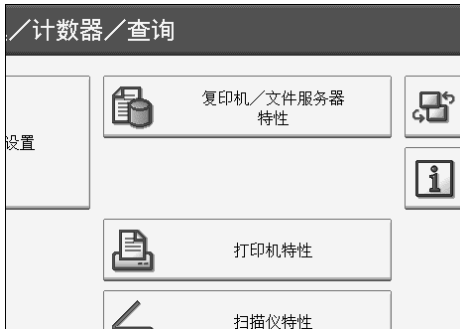 ／计数器／查询
复印机／文件服务器
特性
设置
打印机特性
扫描仪特性